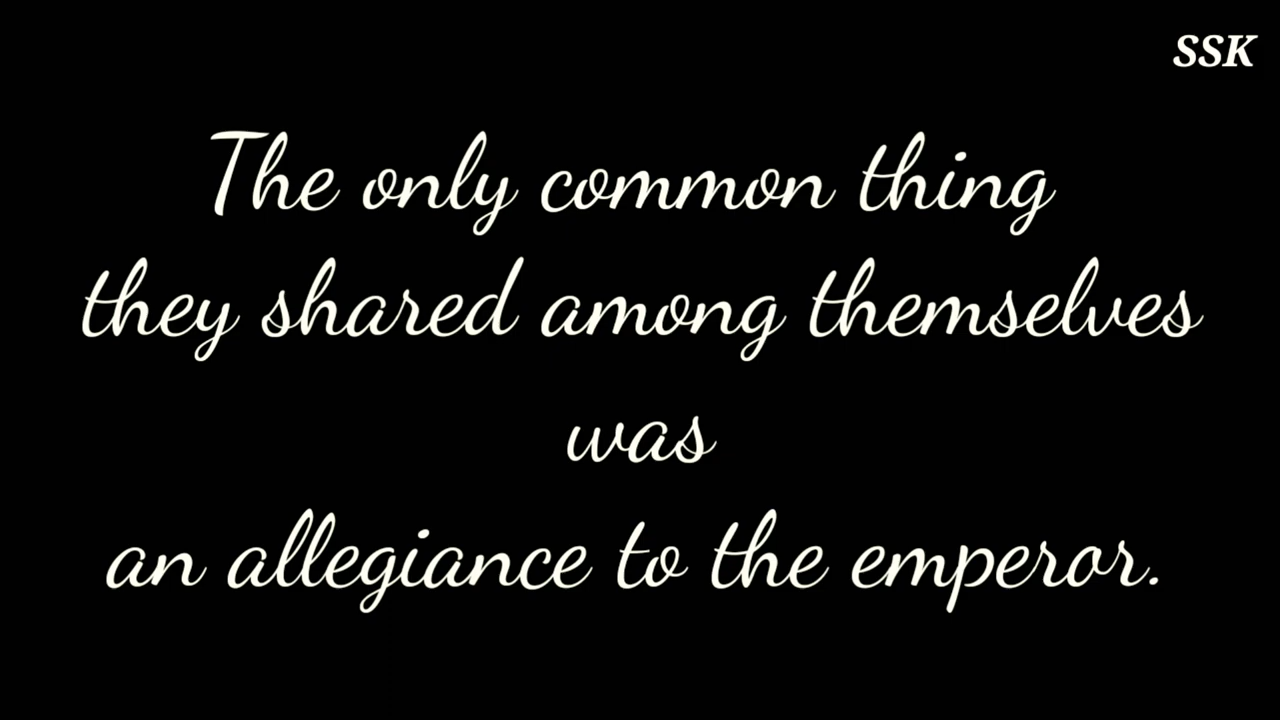 SSK
The only common thing
they shared among themselves
was
an allegiance to the emperor.